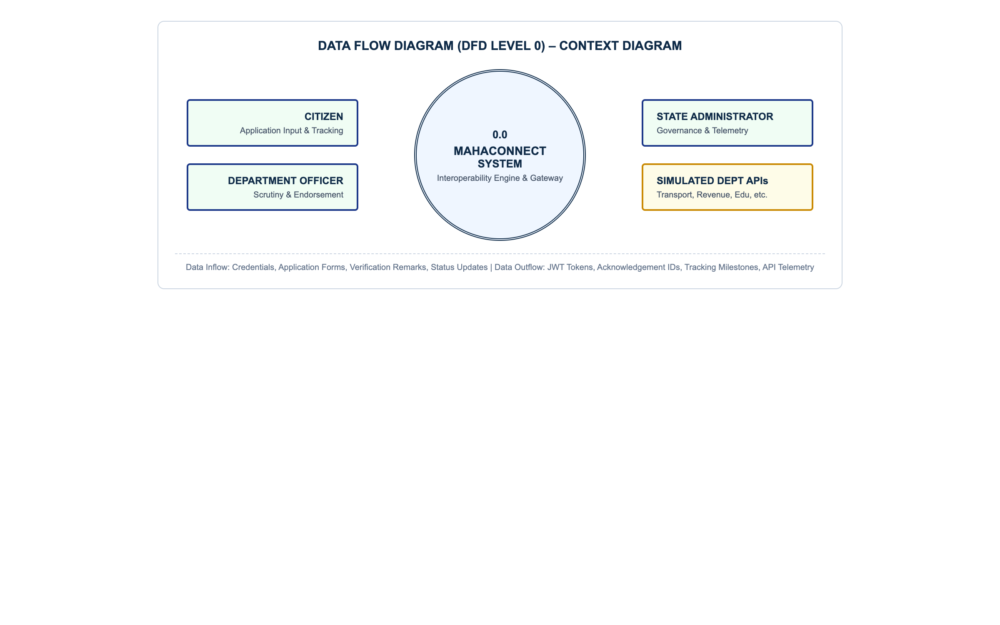 DATA FLOW DIAGRAM (DFD LEVEL 0) – CONTEXT DIAGRAM
CITIZEN
Application Input & Tracking
DEPARTMENT OFFICER
Scrutiny & Endorsement
0.0
MAHACONNECT
SYSTEM
Interoperability Engine & Gateway
STATE ADMINISTRATOR
Governance & Telemetry
SIMULATED DEPT APIs
Transport, Revenue, Edu, etc.
Data Inflow: Credentials, Application Forms, Verification Remarks, Status Updates | Data Outflow: JWT Tokens, Acknowledgement IDs, Tracking Milestones, API Telemetry